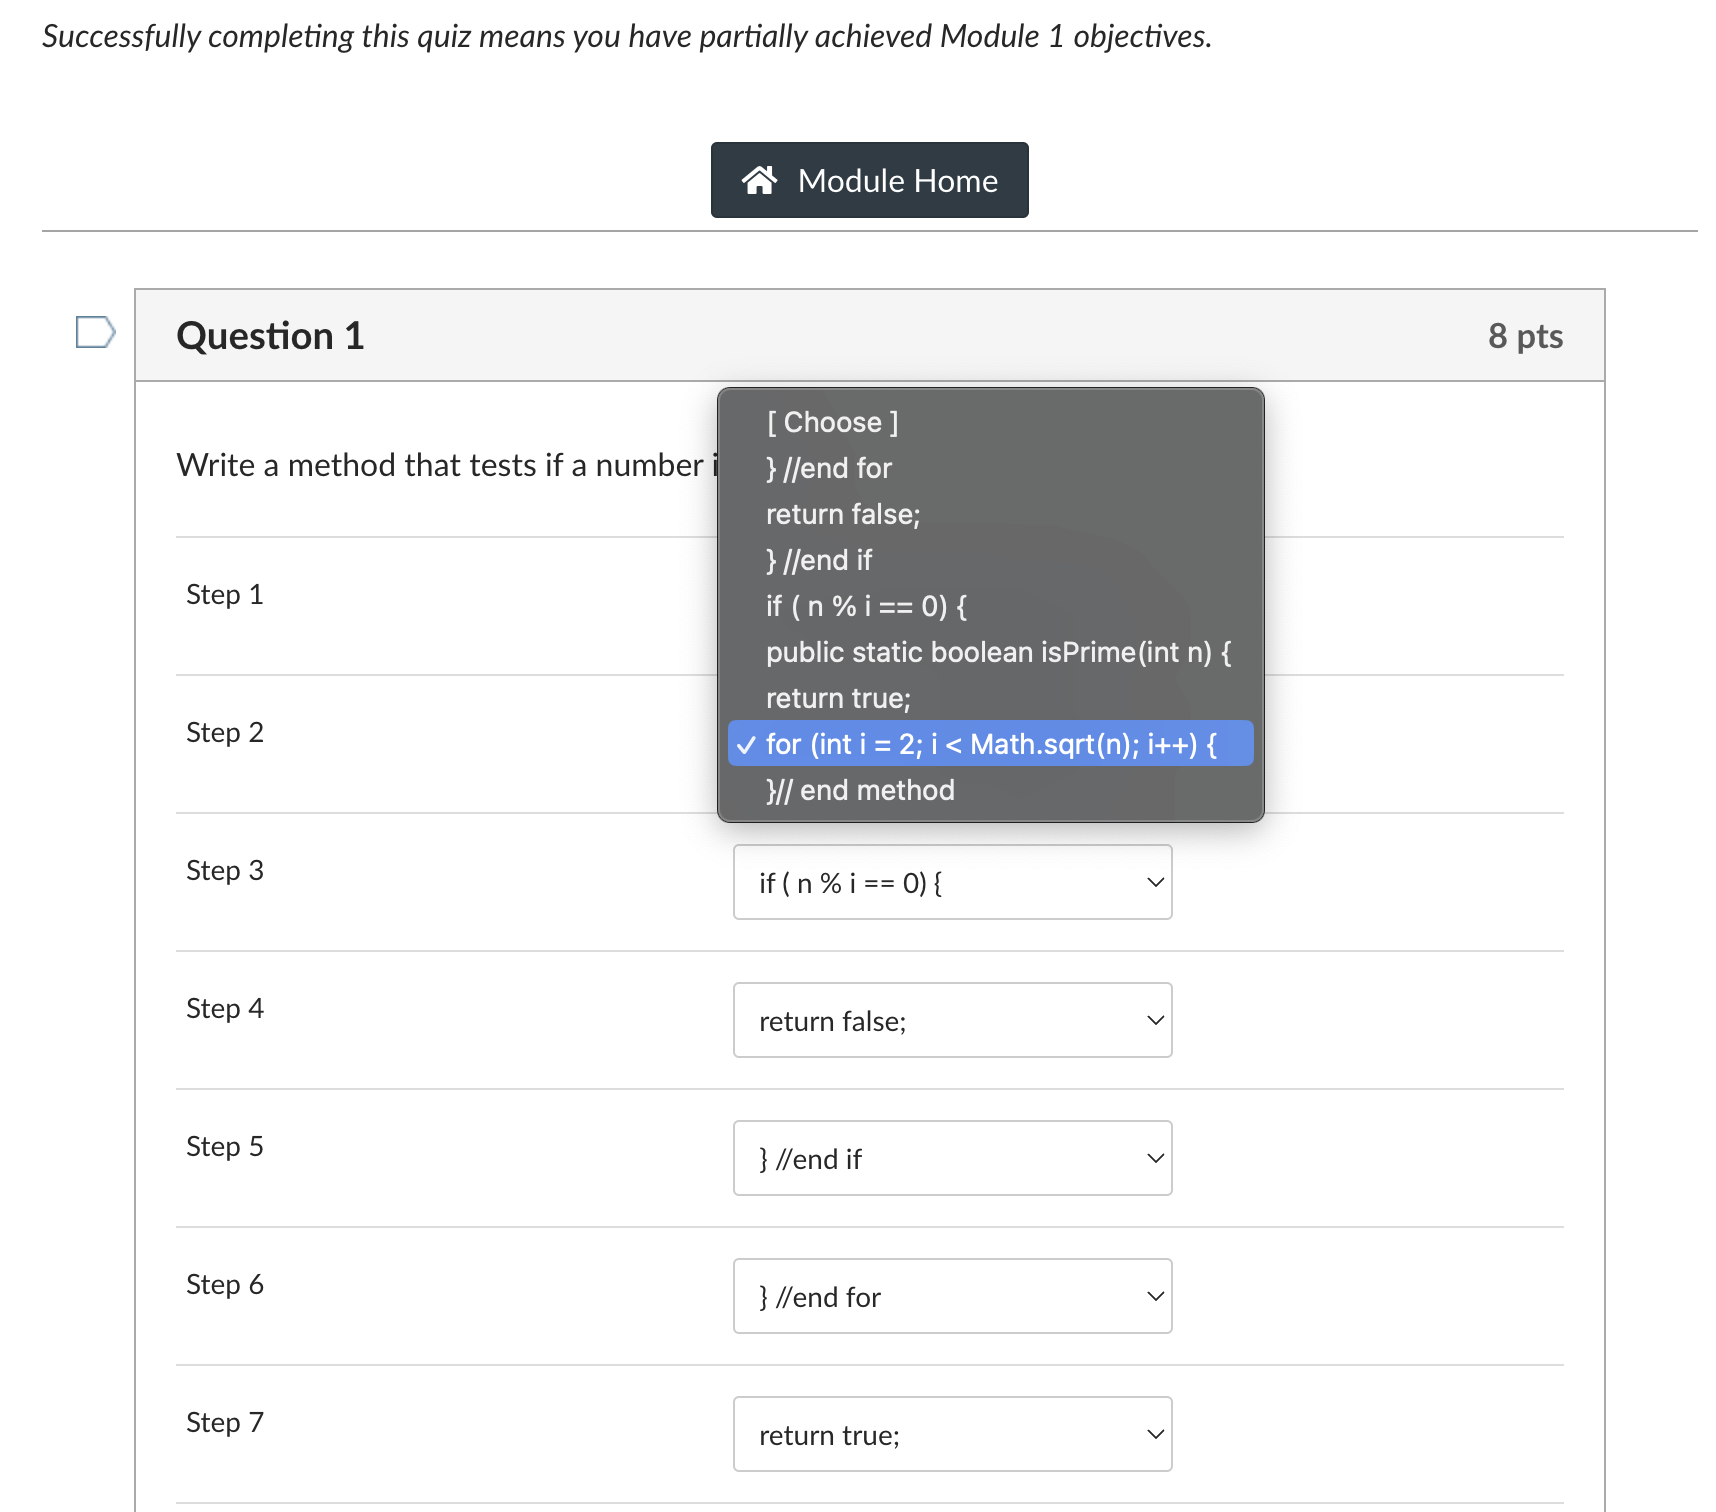 Successfully completing this quiz means you have partially achieved Module 1 objectives.
Module Home
Question 1
8 pts
Write a method that tests if a number i
[ Choose ]
} //end for
return false;
} //end if
if ( n % i == 0) {
public static boolean isPrime(int n) {
return true;
✓ for (int i = 2; i < Math.sqrt(n); i++) {
}// end method
Step 1
Step 2
Step 3
if ( n % i == 0) {
Step 4
return false;
Step 5
} //end if
Step 6
} //end for
Step 7
return true;